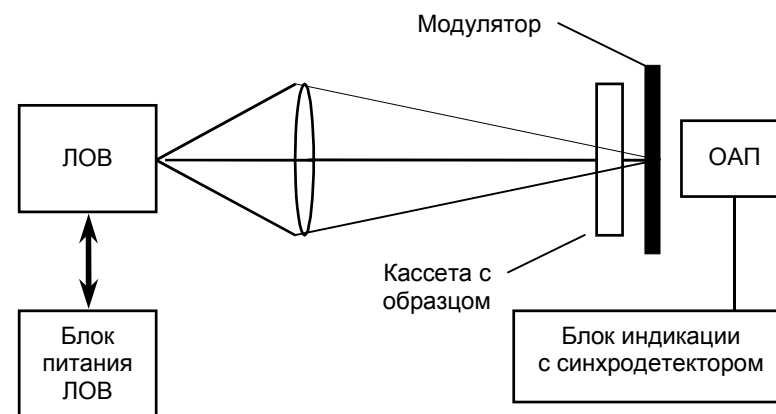 Модулятор
ЛОВ
ОАП
Кассета с
образцом
Блок
питания
ЛОВ
Блок индикации
с синхродетектором